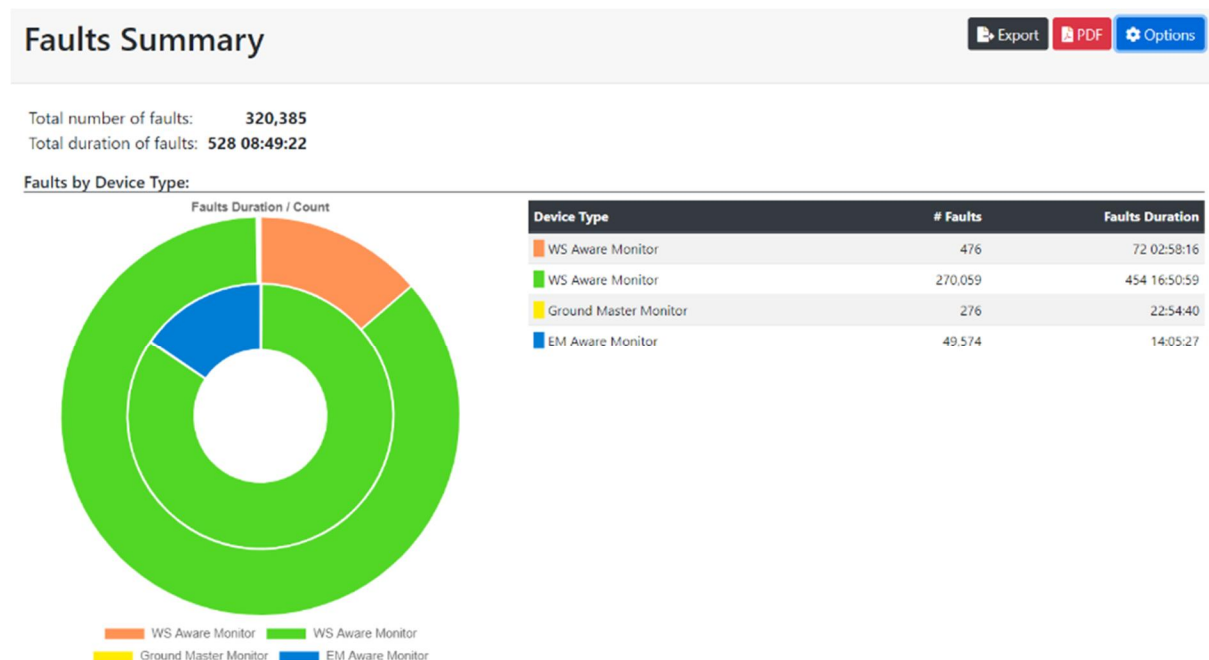 Faults Summary
Export PDF Options
Total number of faults: 320,385
Total duration of faults: 528 08:49:22
Faults by Device Type:
Faults Duration / Count
Device Type # Faults Faults Duration
WS Aware Monitor 476 72 02:58:16
WS Aware Monitor 270,059 454 16:50:59
Ground Master Monitor 276 22:54:40
EM Aware Monitor 49,574 14:05:27
WS Aware Monitor WS Aware Monitor
Ground Master Monitor EM Aware Monitor